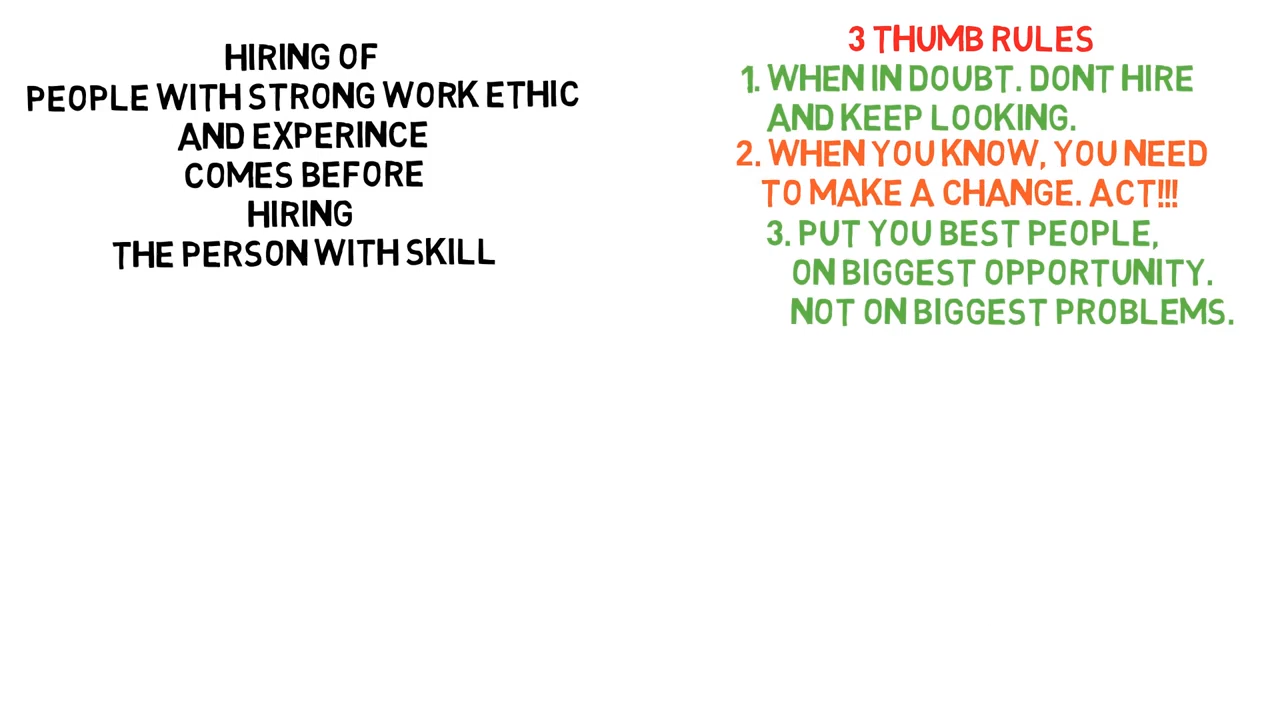 HIRING OF
PEOPLE WITH STRONG WORK ETHIC
AND EXPERINCE
COMES BEFORE
HIRING
THE PERSON WITH SKILL
3 THUMB RULES
1. WHEN IN DOUBT. DONT HIRE
AND KEEP LOOKING.
2. WHEN YOU KNOW, YOU NEED
TO MAKE A CHANGE. ACT!!!
3. PUT YOU BEST PEOPLE,
ON BIGGEST OPPORTUNITY.
NOT ON BIGGEST PROBLEMS.